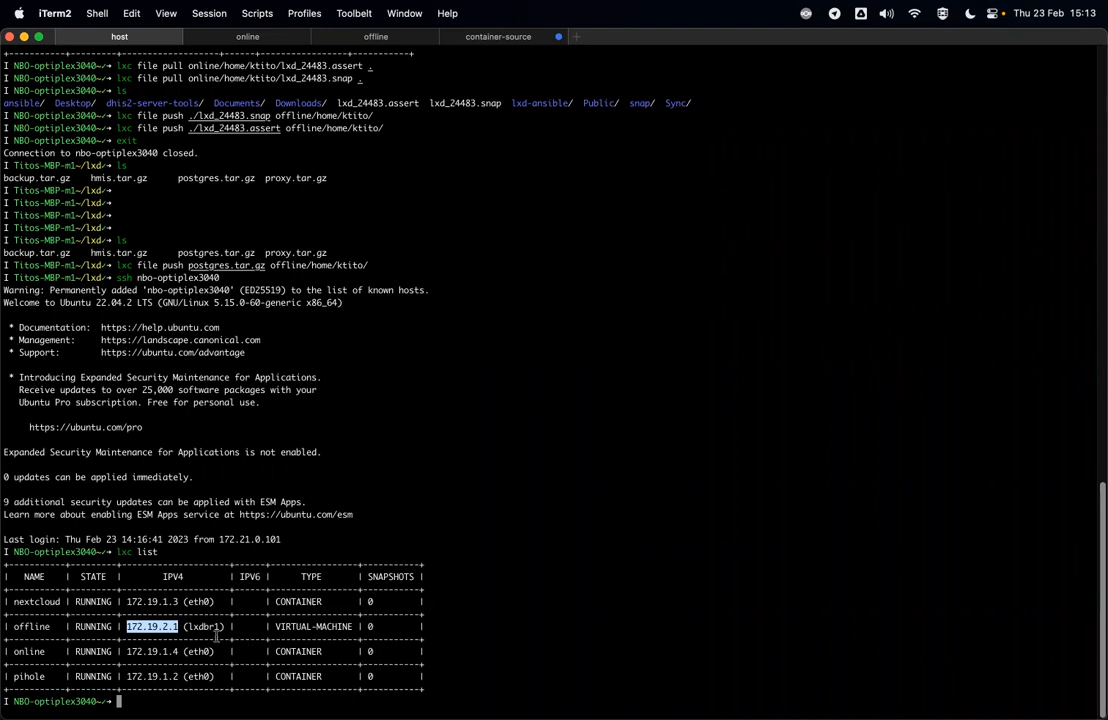 iTerm2 Shell Edit View Session Scripts Profiles Toolbelt Window Help Thu 23 Feb 15:13
host online offline container-source
+-----------+---------+---------------------+------+-----------------+-----------+
I NBO-optiplex3040~✓➜ lxc file pull online/home/ktito/lxd_24483.assert .
I NBO-optiplex3040~✓➜ lxc file pull online/home/ktito/lxd_24483.snap .
I NBO-optiplex3040~✓➜ ls
ansible/ Desktop/ dhis2-server-tools/ Documents/ Downloads/ lxd_24483.assert lxd_24483.snap lxd-ansible/ Public/ snap/ Sync/
I NBO-optiplex3040~✓➜ lxc file push ./lxd_24483.snap offline/home/ktito/
I NBO-optiplex3040~✓➜ lxc file push ./lxd_24483.assert offline/home/ktito/
I NBO-optiplex3040~✓➜ exit
Connection to nbo-optiplex3040 closed.
I Titos-MBP-m1~/lxd✓➜ ls
backup.tar.gz hmis.tar.gz postgres.tar.gz proxy.tar.gz
I Titos-MBP-m1~/lxd✓➜
I Titos-MBP-m1~/lxd✓➜
I Titos-MBP-m1~/lxd✓➜
I Titos-MBP-m1~/lxd✓➜
I Titos-MBP-m1~/lxd✓➜ ls
backup.tar.gz hmis.tar.gz postgres.tar.gz proxy.tar.gz
I Titos-MBP-m1~/lxd✓➜ lxc file push postgres.tar.gz offline/home/ktito/
I Titos-MBP-m1~/lxd✓➜ ssh nbo-optiplex3040
Warning: Permanently added 'nbo-optiplex3040' (ED25519) to the list of known hosts.
Welcome to Ubuntu 22.04.2 LTS (GNU/Linux 5.15.0-60-generic x86_64)
* Documentation: https://help.ubuntu.com
* Management: https://landscape.canonical.com
* Support: https://ubuntu.com/advantage
* Introducing Expanded Security Maintenance for Applications.
Receive updates to over 25,000 software packages with your
Ubuntu Pro subscription. Free for personal use.
https://ubuntu.com/pro
Expanded Security Maintenance for Applications is not enabled.
0 updates can be applied immediately.
9 additional security updates can be applied with ESM Apps.
Learn more about enabling ESM Apps service at https://ubuntu.com/esm
Last login: Thu Feb 23 14:16:41 2023 from 172.21.0.101
I NBO-optiplex3040~✓➜ lxc list
+-----------+---------+---------------------+------+-----------------+-----------+
| NAME | STATE | IPV4 | IPV6 | TYPE | SNAPSHOTS |
+-----------+---------+---------------------+------+-----------------+-----------+
| nextcloud | RUNNING | 172.19.1.3 (eth0) | | CONTAINER | 0 |
+-----------+---------+---------------------+------+-----------------+-----------+
| offline | RUNNING | 172.19.2.1 (lxdbr1) | | VIRTUAL-MACHINE | 0 |
+-----------+---------+---------------------+------+-----------------+-----------+
| online | RUNNING | 172.19.1.4 (eth0) | | CONTAINER | 0 |
+-----------+---------+---------------------+------+-----------------+-----------+
| pihole | RUNNING | 172.19.1.2 (eth0) | | CONTAINER | 0 |
+-----------+---------+---------------------+------+-----------------+-----------+
I NBO-optiplex3040~✓➜